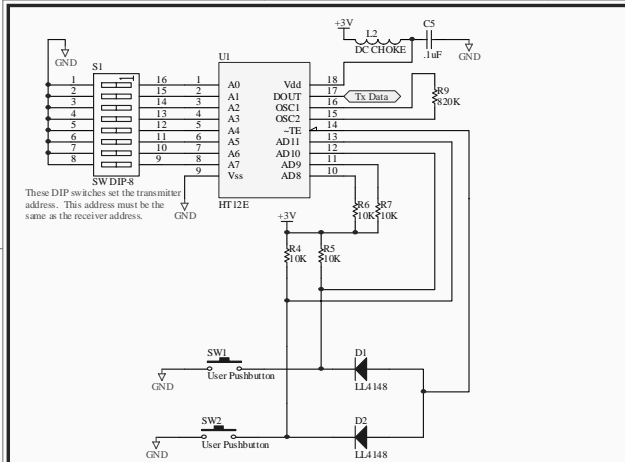 +3V
L2
DC CHOKE
C5
.1uF
GND
GND
S1
1 16
2 15
3 14
4 13
5 12
6 11
7 10
8 9
SW DIP-8
These DIP switches set the transmitter
address. This address must be the
same as the receiver address.
U1
1 A0 Vdd 18
2 A1 DOUT 17
3 A2 OSC1 16
4 A3 OSC2 15
5 A4 ~TE 14
6 A5 AD11 13
7 A6 AD10 12
8 A7 AD9 11
9 Vss AD8 10
HT12E
GND
Tx Data
R9
820K
R6
10K
R7
10K
+3V
R4
10K
R5
10K
SW1
User Pushbutton
GND
D1
LL4148
SW2
User Pushbutton
GND
D2
LL4148